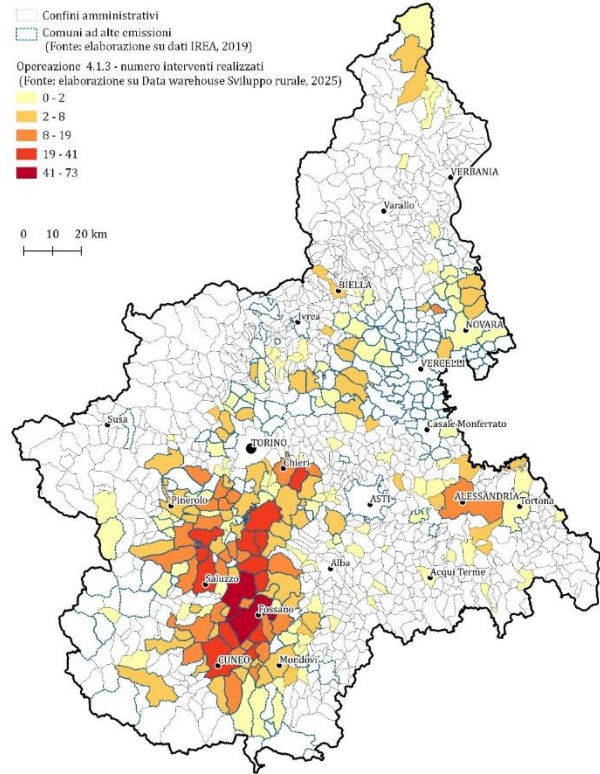 Confini amministrativi
Comuni ad alte emissioni
(Fonte: elaborazione su dati IREA, 2019)
Opereazione 4.1.3 - numero interventi realizzati
(Fonte: elaborazione su Data warehouse Sviluppo rurale, 2025)
0 - 2
2 - 8
8 - 19
19 - 41
41 - 73
VERBANIA
Varallo
0 10 20 km
BIELLA
Ivrea
NOVARA
VERCELLI
Susa
Casale Monferrato
TORINO
Chieri
Pinerolo
ASTI
ALESSANDRIA
Tortona
Alba
Acqui Terme
Saluzzo
Fossano
CUNEO
Mondovì